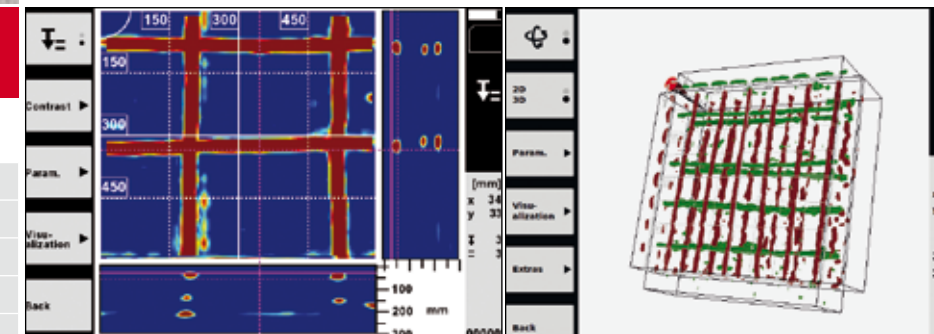 150
300
450
150
300
450
Contrast
Param.
Visu-
alization
Back
[mm]
x 34
y 33
100
200 mm
300
2D
3D
Param.
Visu-
alization
Extras
Back